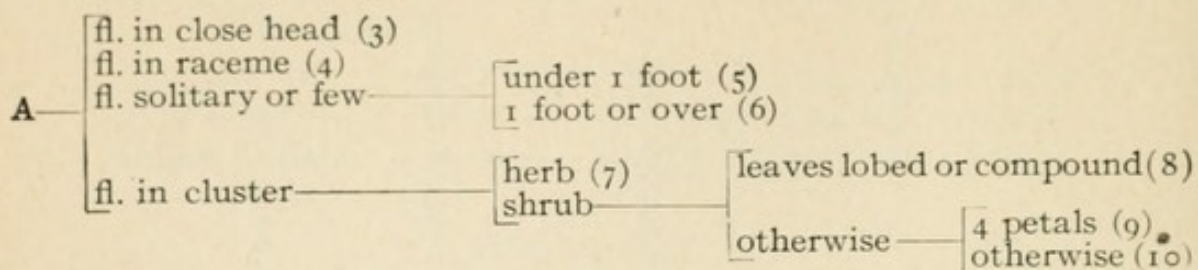 fl. in close head (3)
fl. in raceme (4)
fl. solitary or few
under 1 foot (5)
1 foot or over (6)
A
fl. in cluster
herb (7)
shrub
leaves lobed or compound (8)
otherwise
4 petals (9)
otherwise (10)